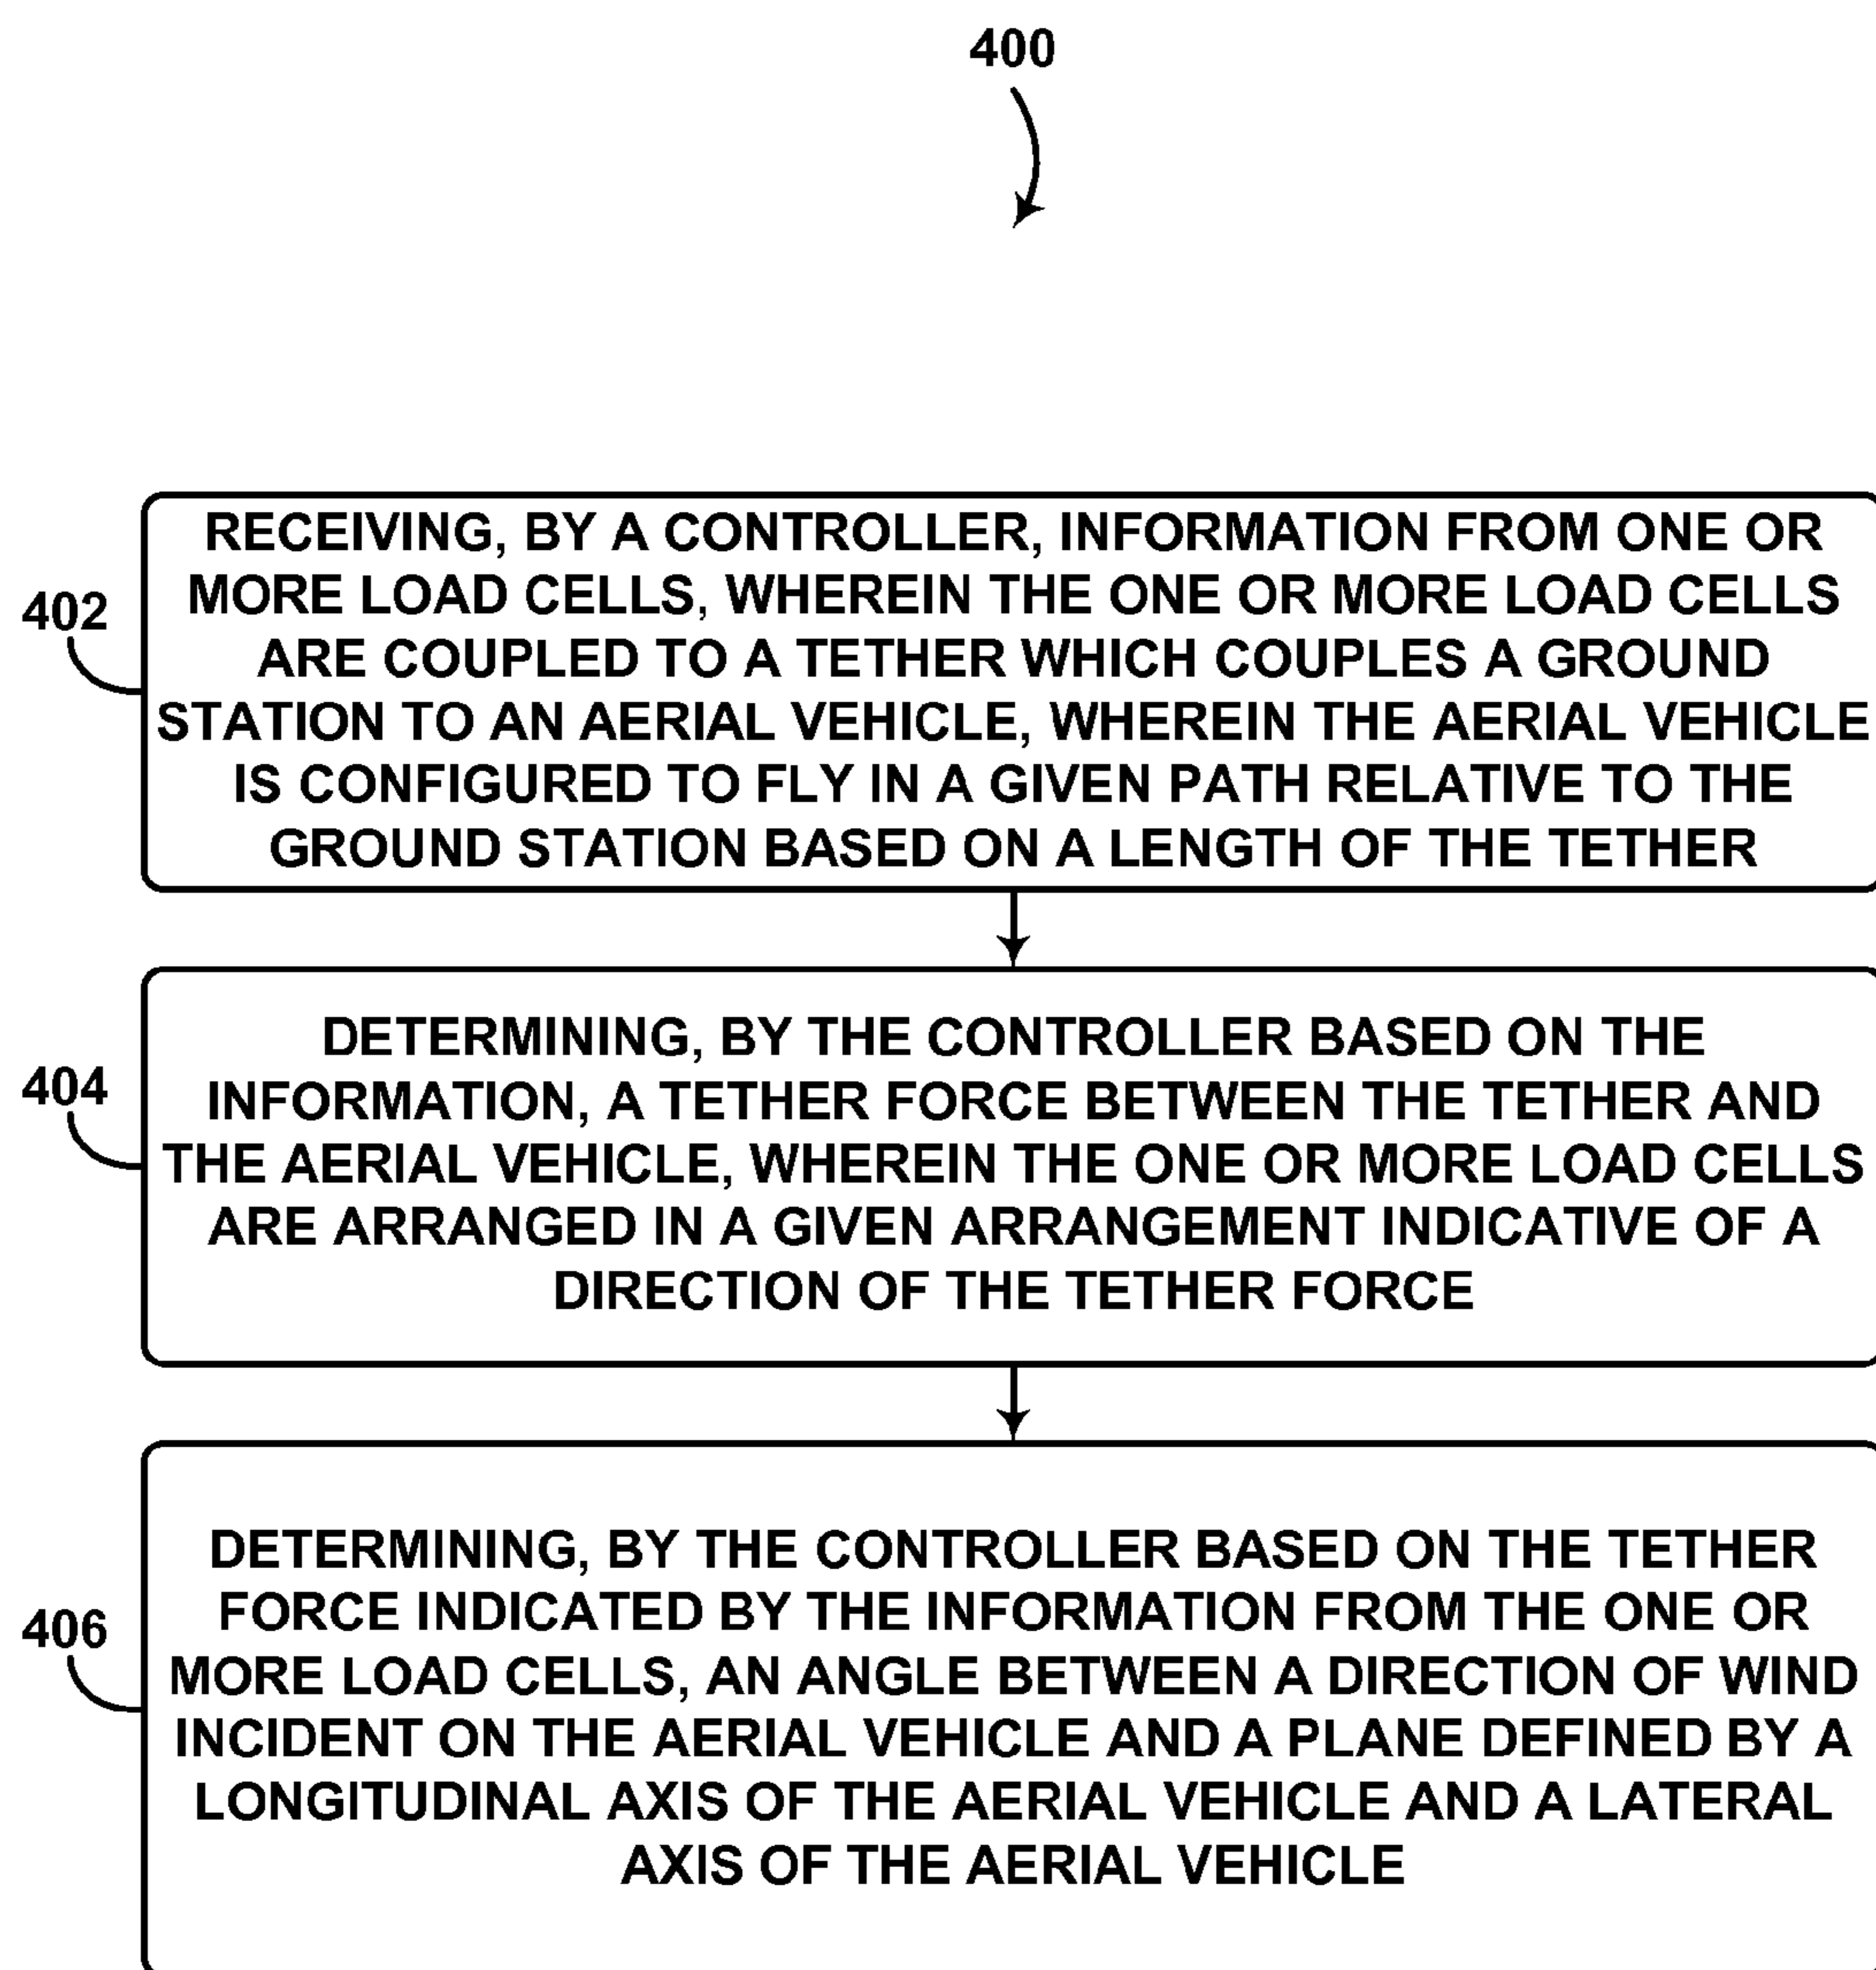 400
402
RECEIVING, BY A CONTROLLER, INFORMATION FROM ONE OR
MORE LOAD CELLS, WHEREIN THE ONE OR MORE LOAD CELLS
ARE COUPLED TO A TETHER WHICH COUPLES A GROUND
STATION TO AN AERIAL VEHICLE, WHEREIN THE AERIAL VEHICLE
IS CONFIGURED TO FLY IN A GIVEN PATH RELATIVE TO THE
GROUND STATION BASED ON A LENGTH OF THE TETHER
404
DETERMINING, BY THE CONTROLLER BASED ON THE
INFORMATION, A TETHER FORCE BETWEEN THE TETHER AND
THE AERIAL VEHICLE, WHEREIN THE ONE OR MORE LOAD CELLS
ARE ARRANGED IN A GIVEN ARRANGEMENT INDICATIVE OF A
DIRECTION OF THE TETHER FORCE
406
DETERMINING, BY THE CONTROLLER BASED ON THE TETHER
FORCE INDICATED BY THE INFORMATION FROM THE ONE OR
MORE LOAD CELLS, AN ANGLE BETWEEN A DIRECTION OF WIND
INCIDENT ON THE AERIAL VEHICLE AND A PLANE DEFINED BY A
LONGITUDINAL AXIS OF THE AERIAL VEHICLE AND A LATERAL
AXIS OF THE AERIAL VEHICLE